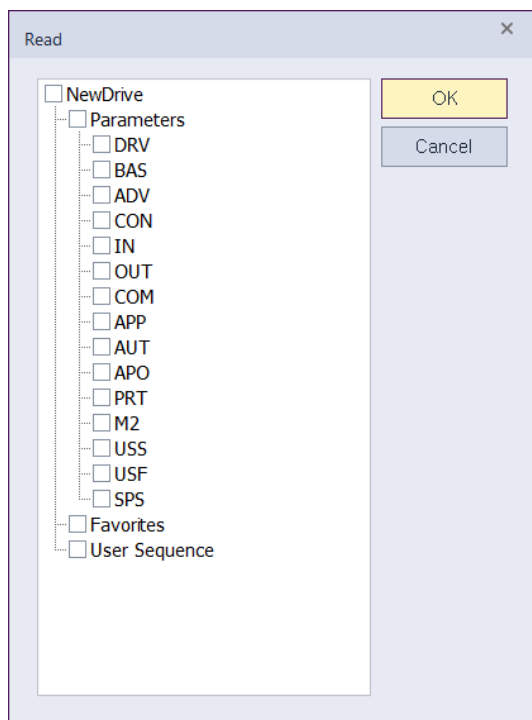 Read
NewDrive
OK
Parameters
DRV
Cancel
BAS
ADV
CON
IN
OUT
COM
APP
AUT
APO
PRT
M2
USS
USF
SPS
Favorites
User Sequence